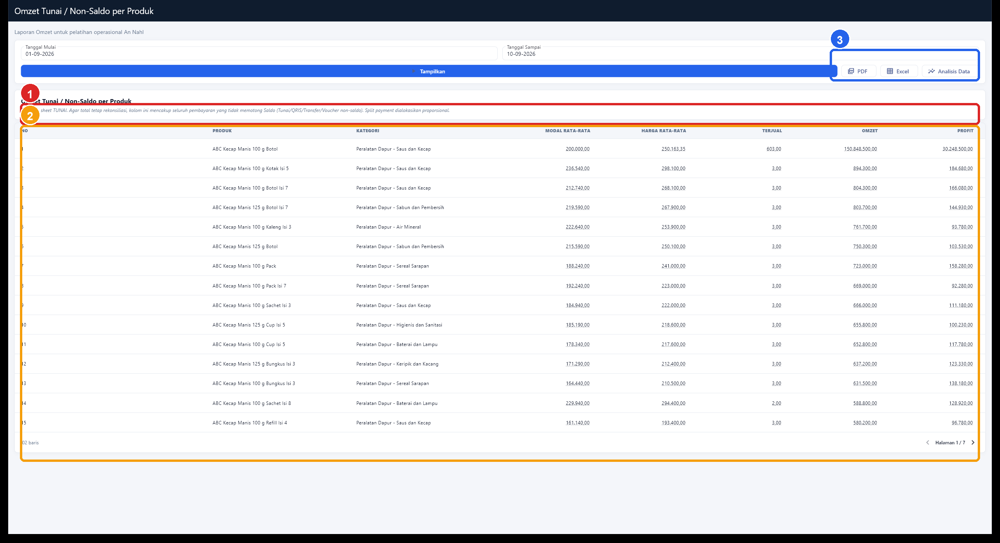 Omzet Tunai / Non-Saldo per Produk
Laporan Omzet untuk pelatihan operasional An Nahl
3
Tanggal Mulai
01-09-2026
Tanggal Sampai
10-09-2026
Tampilkan
PDF
Excel
Analisis Data
1
Tunai / Non-Saldo per Produk
2
sheet TUNAI. Agar total tetap rekonsiliasi, kolom ini mencakup seluruh pembayaran yang tidak memotong Saldo (Tunai/QRIS/Transfer/Voucher non-saldo). Split payment dialokasikan proporsional.
NO PRODUK KATEGORI MODAL RATA-RATA HARGA RATA-RATA TERJUAL OMZET PROFIT
1 ABC Kecap Manis 100 g Botol Peralatan Dapur - Saus dan Kecap 200.000,00 250.163,35 603,00 150.848.500,00 30.248.500,00
2 ABC Kecap Manis 100 g Kotak Isi 5 Peralatan Dapur - Saus dan Kecap 236.540,00 298.100,00 3,00 894.300,00 184.680,00
3 ABC Kecap Manis 100 g Botol Isi 7 Peralatan Dapur - Saus dan Kecap 212.740,00 268.100,00 3,00 804.300,00 166.080,00
4 ABC Kecap Manis 125 g Botol Isi 7 Peralatan Dapur - Sabun dan Pembersih 219.590,00 267.900,00 3,00 803.700,00 144.930,00
5 ABC Kecap Manis 100 g Kaleng Isi 3 Peralatan Dapur - Air Mineral 222.640,00 253.900,00 3,00 761.700,00 93.780,00
6 ABC Kecap Manis 125 g Botol Peralatan Dapur - Sabun dan Pembersih 215.590,00 250.100,00 3,00 750.300,00 103.530,00
7 ABC Kecap Manis 100 g Pack Peralatan Dapur - Sereal Sarapan 188.240,00 241.000,00 3,00 723.000,00 158.280,00
8 ABC Kecap Manis 100 g Pack Isi 7 Peralatan Dapur - Sereal Sarapan 192.240,00 223.000,00 3,00 669.000,00 92.280,00
9 ABC Kecap Manis 100 g Sachet Isi 3 Peralatan Dapur - Saus dan Kecap 184.940,00 222.000,00 3,00 666.000,00 111.180,00
10 ABC Kecap Manis 125 g Cup Isi 5 Peralatan Dapur - Higienis dan Sanitasi 185.190,00 218.600,00 3,00 655.800,00 100.230,00
11 ABC Kecap Manis 100 g Cup Isi 5 Peralatan Dapur - Baterai dan Lampu 178.340,00 217.600,00 3,00 652.800,00 117.780,00
12 ABC Kecap Manis 125 g Bungkus Isi 3 Peralatan Dapur - Keripik dan Kacang 171.290,00 212.400,00 3,00 637.200,00 123.330,00
13 ABC Kecap Manis 100 g Bungkus Isi 3 Peralatan Dapur - Sereal Sarapan 164.440,00 210.500,00 3,00 631.500,00 138.180,00
14 ABC Kecap Manis 100 g Sachet Isi 8 Peralatan Dapur - Baterai dan Lampu 229.940,00 294.400,00 2,00 588.800,00 128.920,00
15 ABC Kecap Manis 100 g Refill Isi 4 Peralatan Dapur - Saus dan Kecap 161.140,00 193.400,00 3,00 580.200,00 96.780,00
baris
Halaman 1 / 7